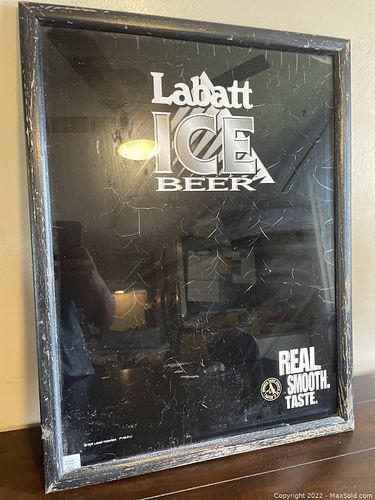 Labatt
ICE
BEER
REAL.
SMOOTH.
TASTE.
Copyright 2022 - MaxSold.com